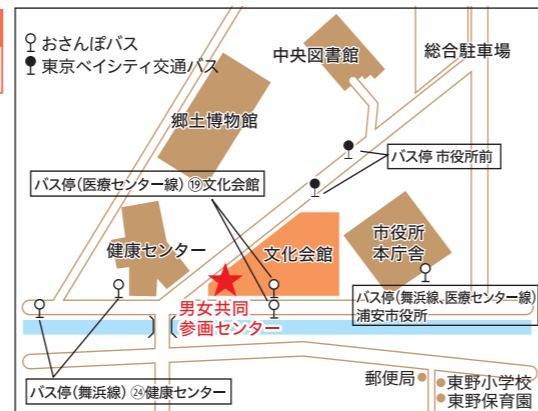 おさんぽバス
東京ベイシティ交通バス
中央図書館
総合駐車場
郷土博物館
バス停 市役所前
バス停(医療センター線)⑲文化会館
健康センター
文化会館
市役所
本庁舎
男女共同
参画センター
バス停(舞浜線、医療センター線)
浦安市役所
バス停(舞浜線)㉔健康センター
郵便局
東野小学校
東野保育園